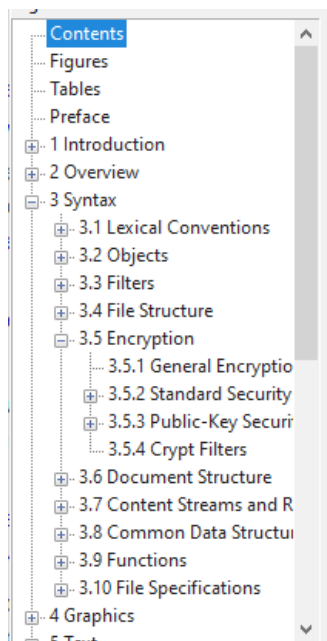 Contents
Figures
Tables
Preface
1 Introduction
2 Overview
3 Syntax
3.1 Lexical Conventions
3.2 Objects
3.3 Filters
3.4 File Structure
3.5 Encryption
3.5.1 General Encryptio
3.5.2 Standard Security
3.5.3 Public-Key Securi
3.5.4 Crypt Filters
3.6 Document Structure
3.7 Content Streams and R
3.8 Common Data Structu
3.9 Functions
3.10 File Specifications
4 Graphics
5 Text